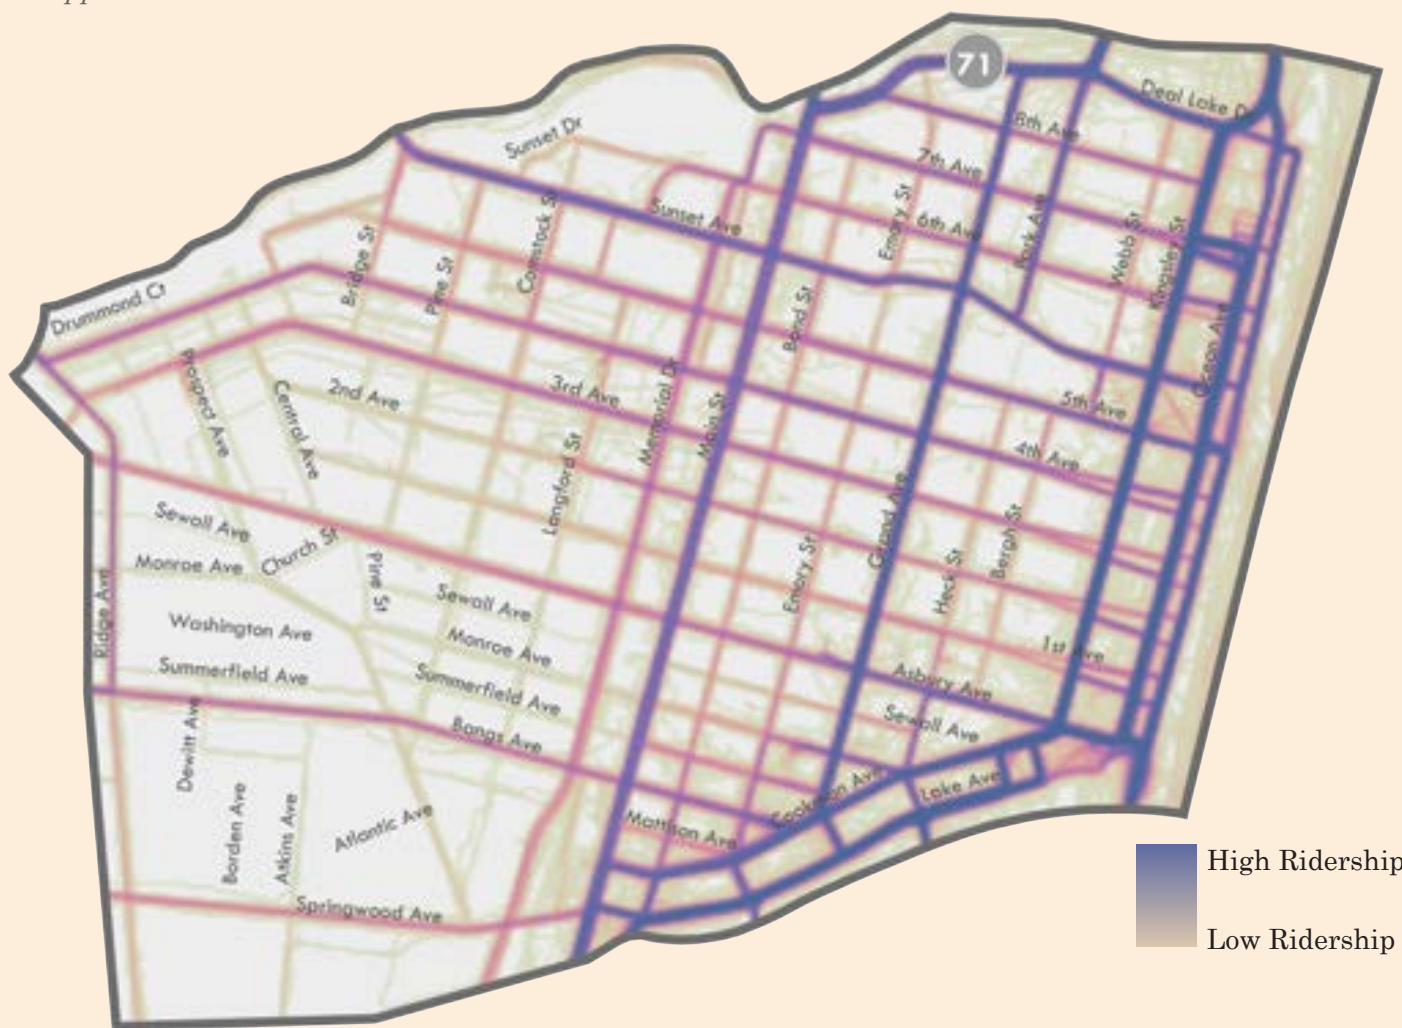 71
Deal Lake Dr
8th Ave
Sunset Dr
7th Ave
Emory St
6th Ave
Park Ave
Sunset Ave
Comstock St
Webb St
Kingsley St
Bridge St
Pine St
Drummond Ct
Bond St
Ocean Ave
Prospect Ave
Central Ave
2nd Ave
3rd Ave
Memorial Dr
Main St
5th Ave
4th Ave
Langford St
Grand Ave
Sewall Ave
Church St
Monroe Ave
Pine St
Emory St
Heck St
Bergh St
Ridge Ave
Washington Ave
Sewall Ave
Monroe Ave
1st Ave
Summerfield Ave
Summerfield Ave
Asbury Ave
Sewall Ave
Dewitt Ave
Bangs Ave
Borden Ave
Atkins Ave
Atlantic Ave
Cookman Ave
Lake Ave
Mattison Ave
Springwood Ave
High Ridership
Low Ridership